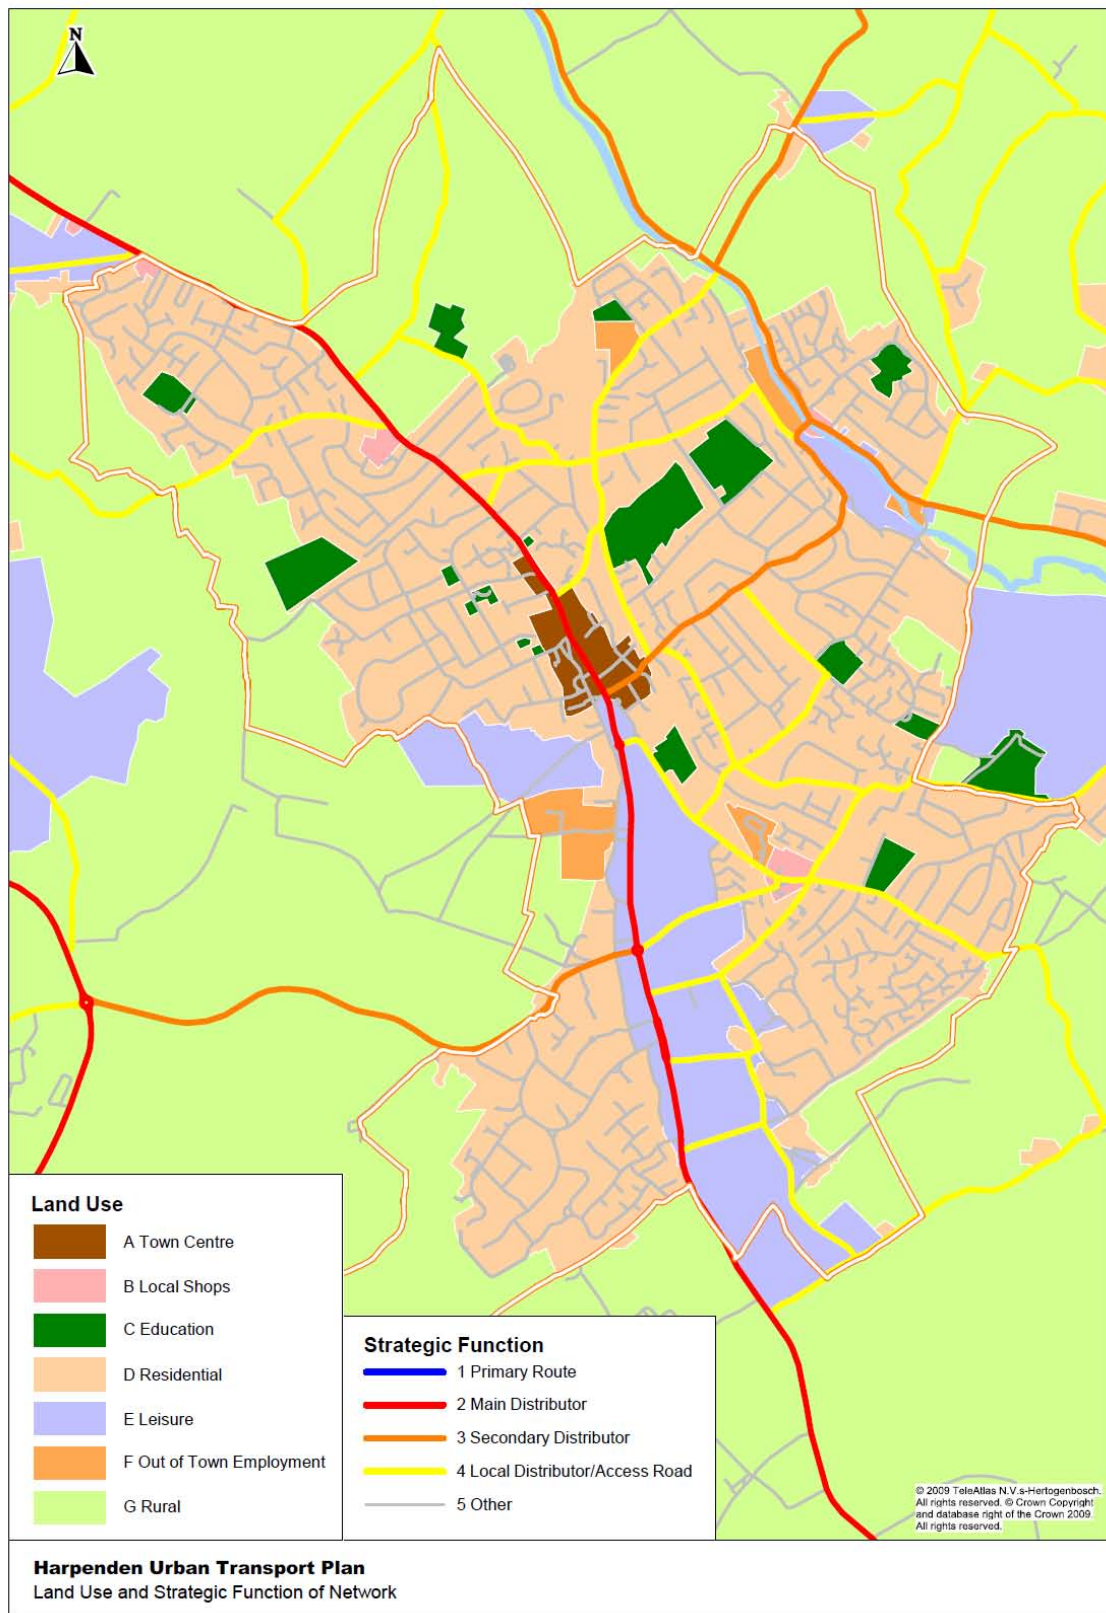 N
Land Use
A Town Centre
B Local Shops
C Education
D Residential
E Leisure
F Out of Town Employment
G Rural
Strategic Function
1 Primary Route
2 Main Distributor
3 Secondary Distributor
4 Local Distributor/Access Road
5 Other
© 2009 TeleAtlas N.V.s-Hertogenbosch.
All rights reserved. © Crown Copyright
and database right of the Crown 2009.
All rights reserved.
Harpenden Urban Transport Plan
Land Use and Strategic Function of Network